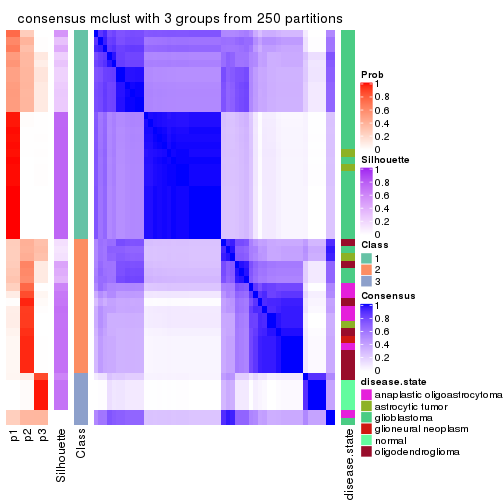 consensus mclust with 3 groups from 250 partitions
Prob
1
0.8
0.6
0.4
0.2
0
Silhouette
1
0.8
0.6
0.4
0.2
0
Class
1
2
3
Consensus
1
0.8
0.6
0.4
0.2
0
disease.state
anaplastic oligoastrocytoma
astrocytic tumor
glioblastoma
glioneural neoplasm
normal
oligodendroglioma
p1
p2
p3
Silhouette
Class
disease.state